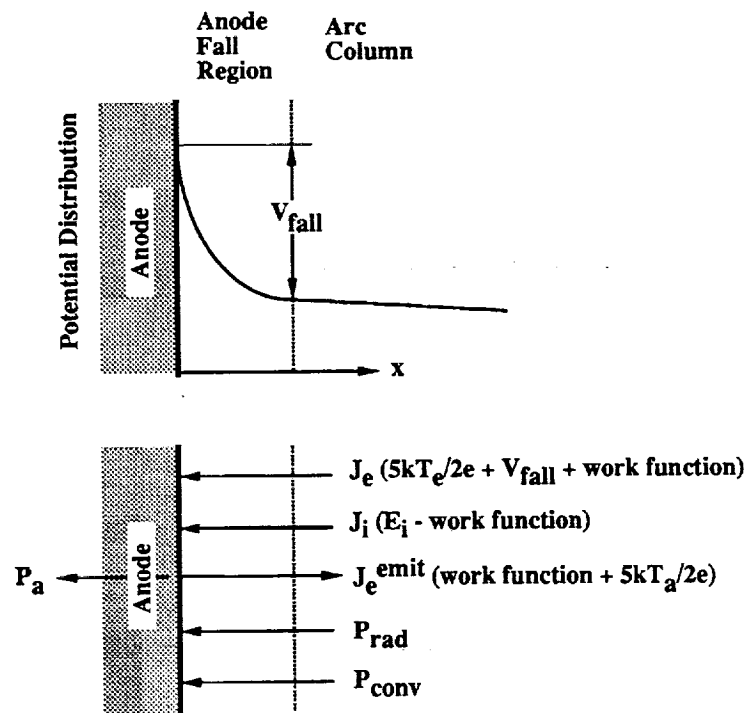 Anode
Fall
Region
Arc
Column
Potential Distribution
Anode
V_fall
x
J_e (5kT_e/2e + V_fall + work function)
J_i (E_i - work function)
P_a
Anode
J_e^emit (work function + 5kT_a/2e)
P_rad
P_conv